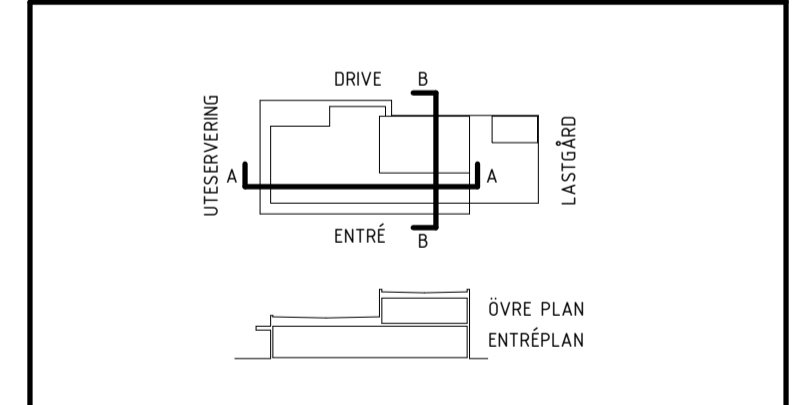 DRIVE
B
UTESERVERING
A
A
LASTGÅRD
ENTRÉ
B
ÖVRE PLAN
ENTRÉPLAN